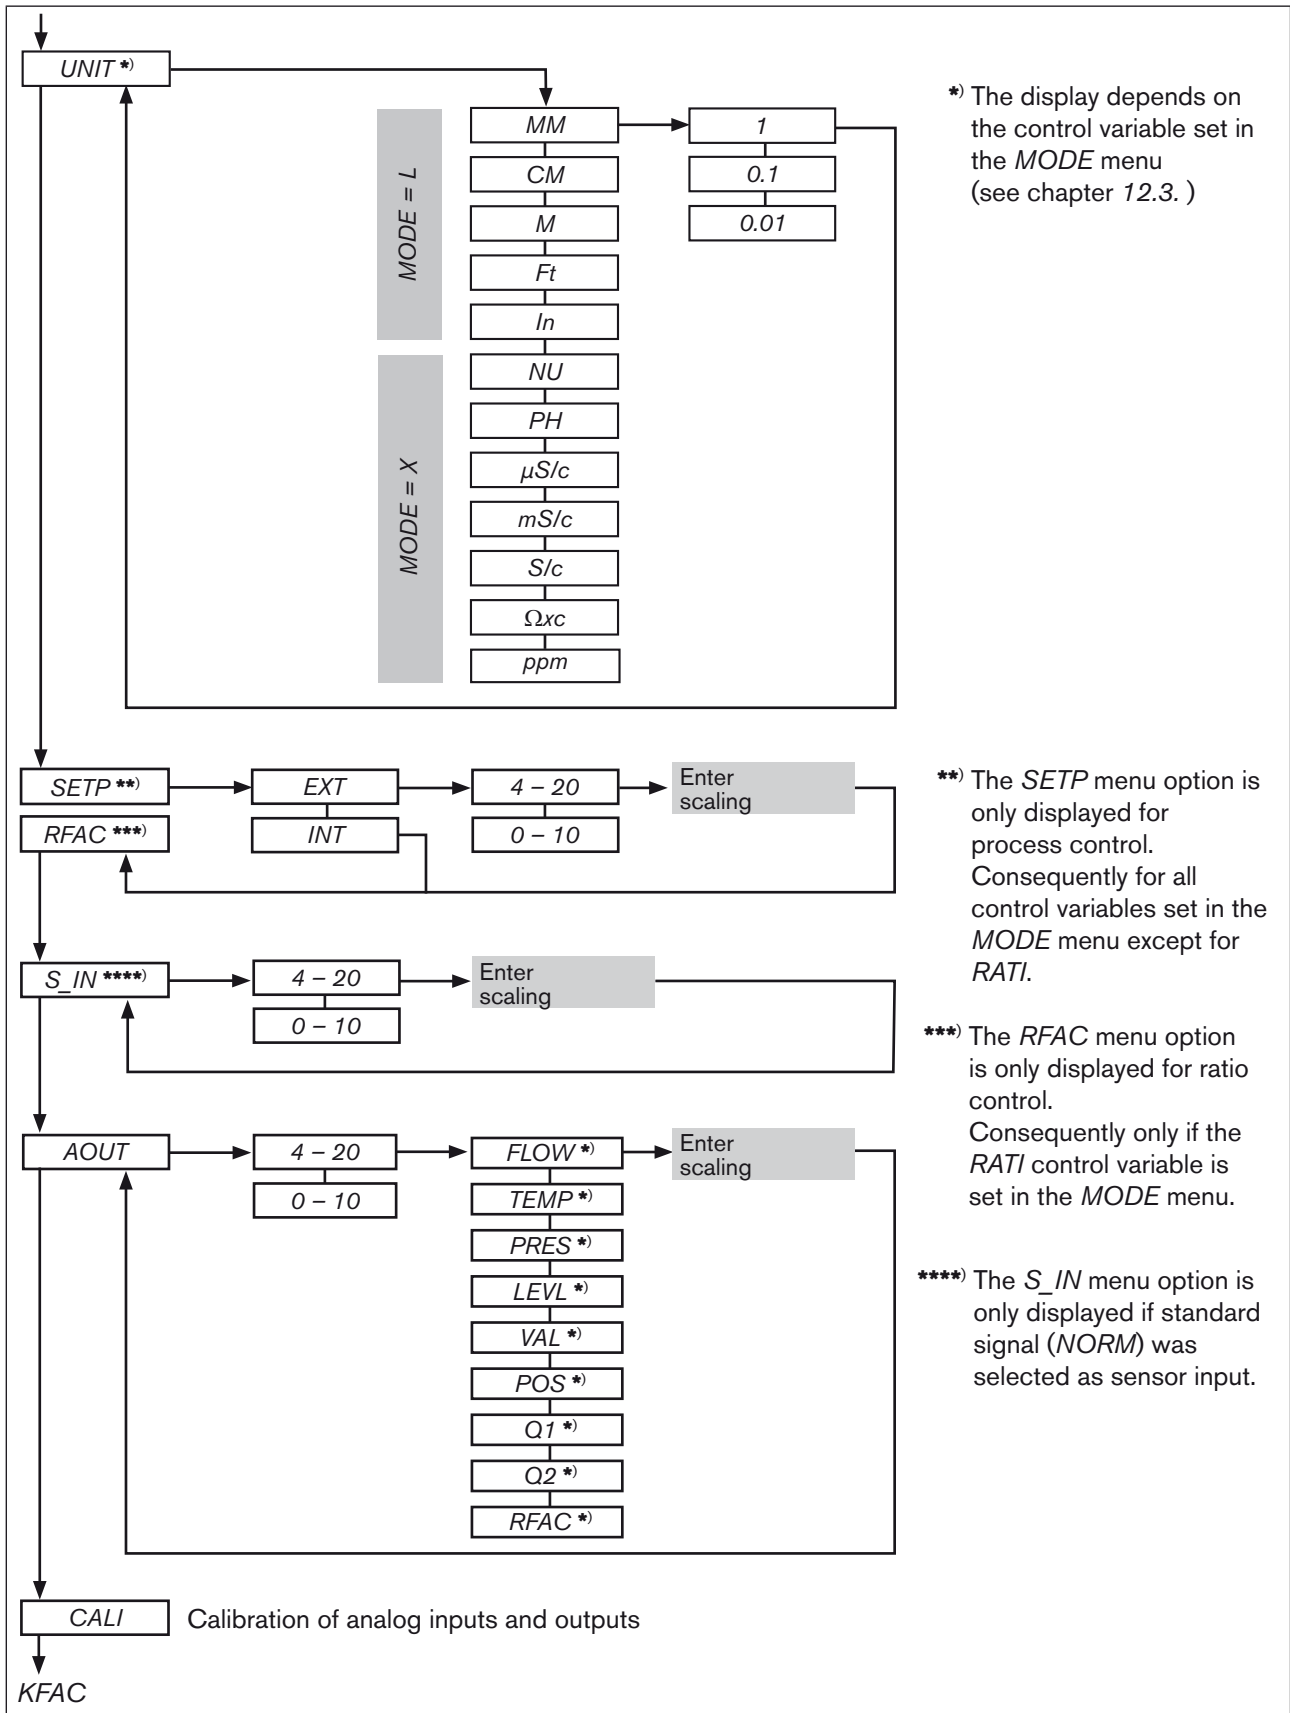 UNIT *)
MODE = L
MM
CM
M
Ft
In
1
0.1
0.01
MODE = X
NU
PH
µS/c
mS/c
S/c
Ωxc
ppm
*) The display depends on
the control variable set in
the MODE menu
(see chapter 12.3. )
SETP **)
RFAC ***)
EXT
INT
4 – 20
0 – 10
Enter
scaling
**) The SETP menu option is
only displayed for
process control.
Consequently for all
control variables set in the
MODE menu except for
RATI.
S_IN ****)
4 – 20
0 – 10
Enter
scaling
***) The RFAC menu option
is only displayed for ratio
control.
Consequently only if the
RATI control variable is
set in the MODE menu.
AOUT
4 – 20
0 – 10
FLOW *)
TEMP *)
PRES *)
LEVL *)
VAL *)
POS *)
Q1 *)
Q2 *)
RFAC *)
Enter
scaling
****) The S_IN menu option is
only displayed if standard
signal (NORM) was
selected as sensor input.
CALI
Calibration of analog inputs and outputs
KFAC